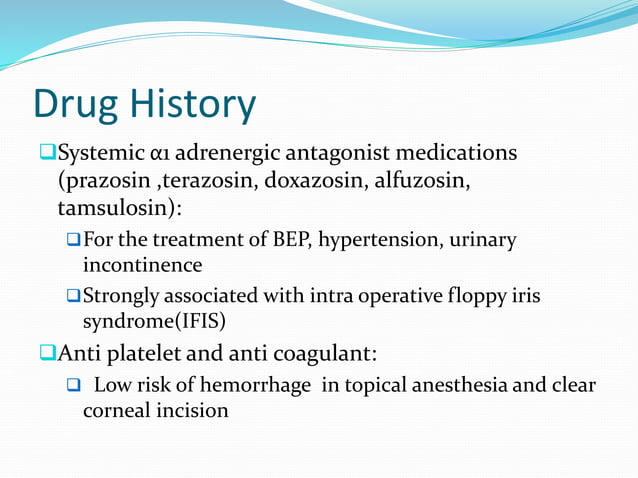 Drug History
Systemic α1 adrenergic antagonist medications
(prazosin ,terazosin, doxazosin, alfuzosin,
tamsulosin):
For the treatment of BEP, hypertension, urinary
incontinence
Strongly associated with intra operative floppy iris
syndrome(IFIS)
Anti platelet and anti coagulant:
Low risk of hemorrhage in topical anesthesia and clear
corneal incision